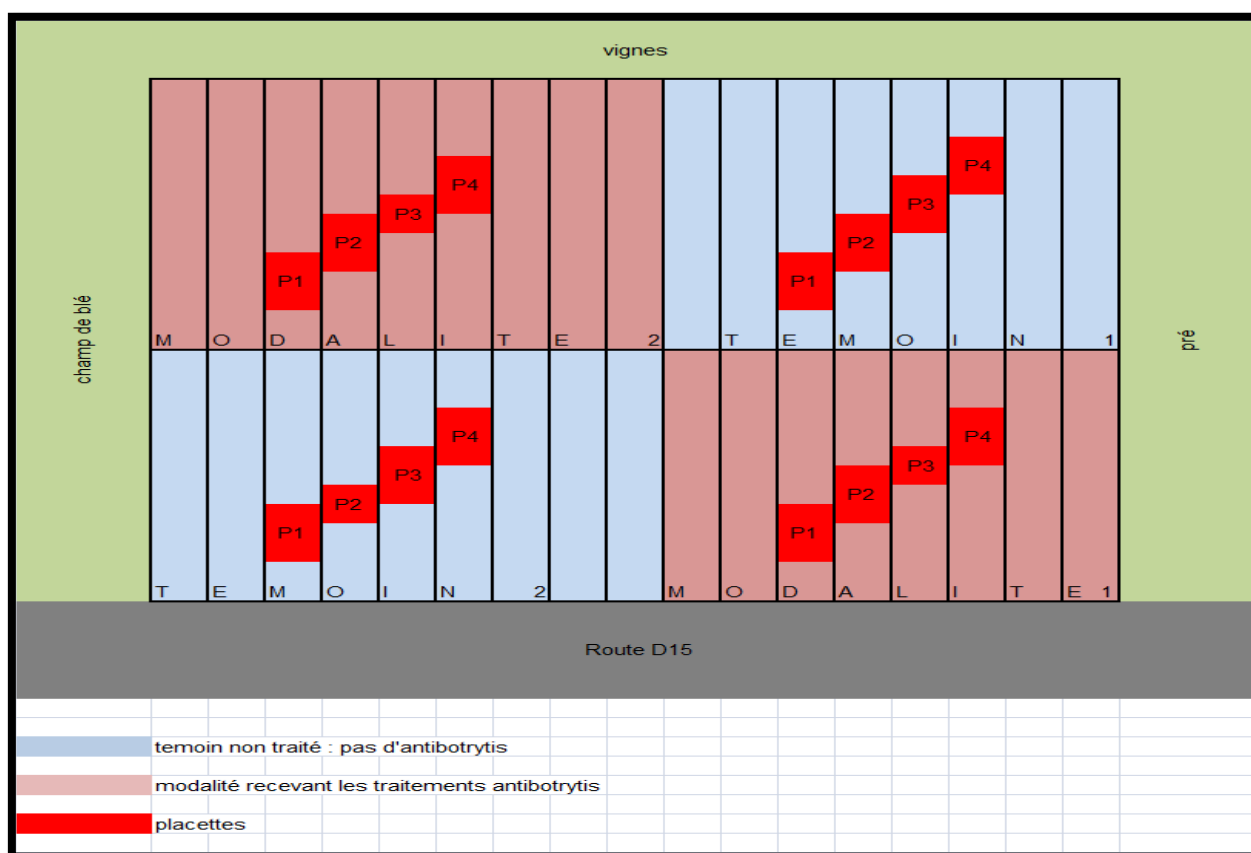 vignes
champ de blé
pré
P4
P3
P2
P1
P4
P3
P2
P1
M O D A L I T E 2
T E M O I N 1
P4
P3
P2
P1
P4
P3
P2
P1
T E M O I N 2
M O D A L I T E 1
Route D15
temoin non traité : pas d'antibotrytis
modalité recevant les traitements antibotrytis
placettes